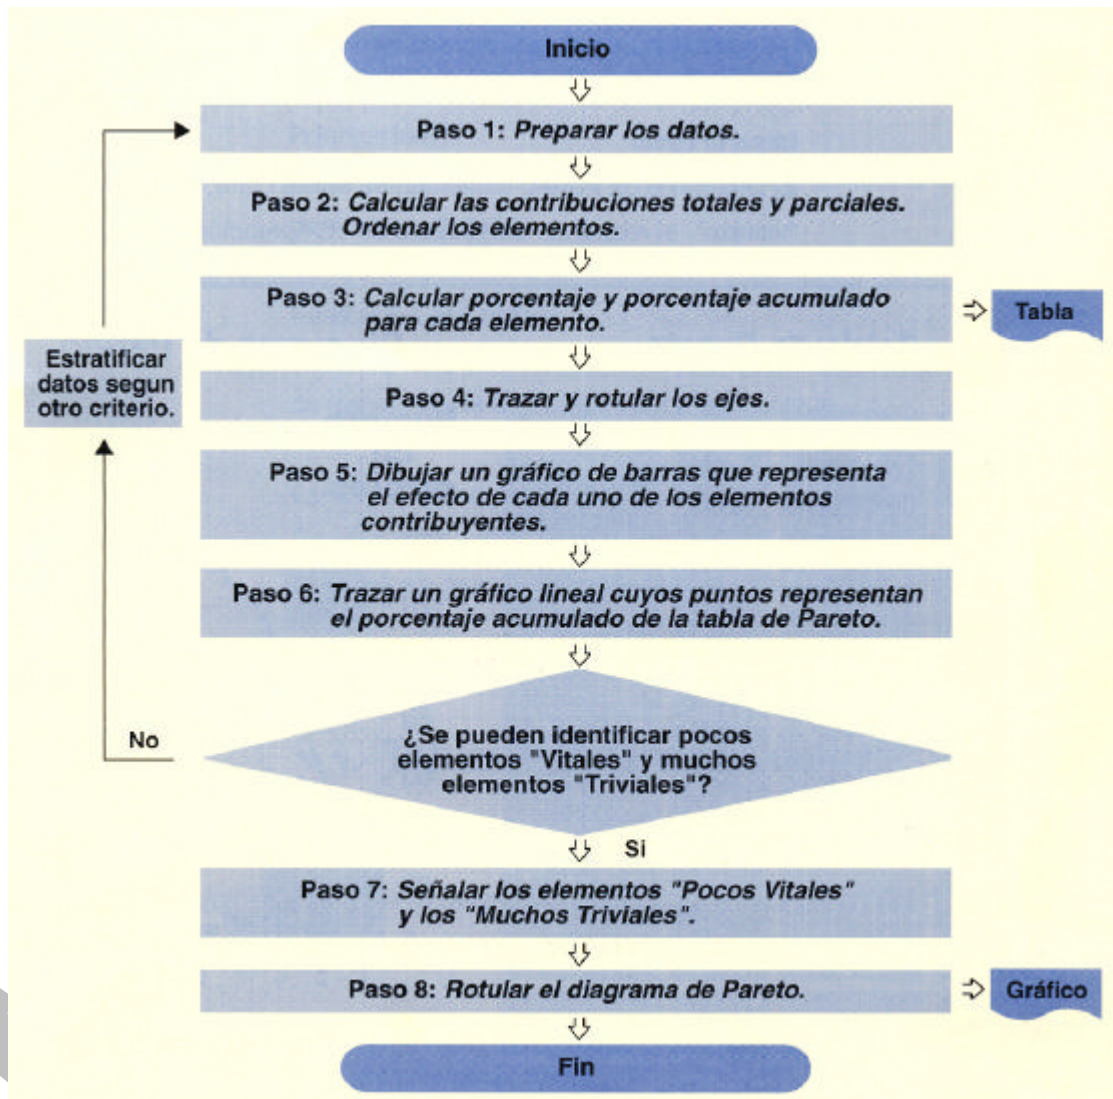 Inicio
Paso 1: Preparar los datos.
Paso 2: Calcular las contribuciones totales y parciales.
Ordenar los elementos.
Paso 3: Calcular porcentaje y porcentaje acumulado
para cada elemento.
Tabla
Estratificar
datos segun
otro criterio.
Paso 4: Trazar y rotular los ejes.
Paso 5: Dibujar un gráfico de barras que representa
el efecto de cada uno de los elementos
contribuyentes.
Paso 6: Trazar un gráfico lineal cuyos puntos representan
el porcentaje acumulado de la tabla de Pareto.
No
¿Se pueden identificar pocos
elementos "Vitales" y muchos
elementos "Triviales"?
Si
Paso 7: Señalar los elementos "Pocos Vitales"
y los "Muchos Triviales".
Paso 8: Rotular el diagrama de Pareto.
Gráfico
Fin